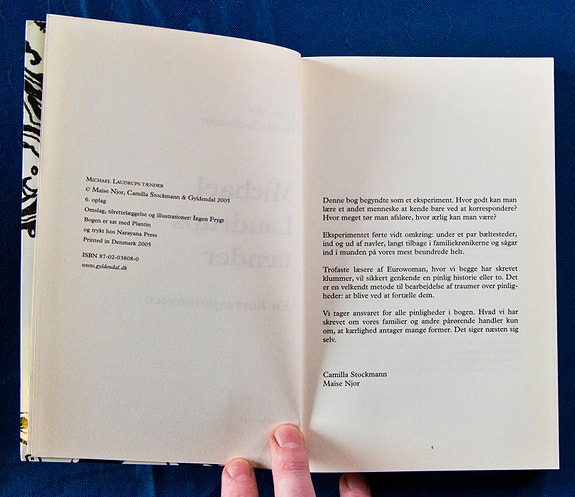 MICHAEL LAUDRUPS TÆNDER
© Maise Njor, Camilla Stockmann & Gyldendal 2005
6. oplag
Omslag, tilrettelæggelse og illustrationer: Ingen Frygt
Bogen er sat med Plantin
og trykt hos Narayana Press
Printed in Denmark 2005
ISBN 87-02-03808-0
www.gyldendal.dk
Denne bog begyndte som et eksperiment. Hvor godt kan man
lære et andet menneske at kende bare ved at korrespondere?
Hvor meget tør man afsløre, hvor ærlig kan man være?
Eksperimentet førte vidt omkring: under et par bæltesteder,
ind og ud af navler, langt tilbage i familiekrønikerne og sågar
ind i munden på vores mest beundrede helt.
Trofaste læsere af Eurowoman, hvor vi begge har skrevet
klummer, vil sikkert genkende en pinlig historie eller to. Det
er en velkendt metode til bearbejdelse af traumer over pinlig-
heder: at blive ved at fortælle dem.
Vi tager ansvaret for alle pinligheder i bogen. Hvad vi har
skrevet om vores familier og andre pårørende handler kun
om, at kærlighed antager mange former. Det siger næsten sig
selv.
Camilla Stockmann
Maise Njor
5